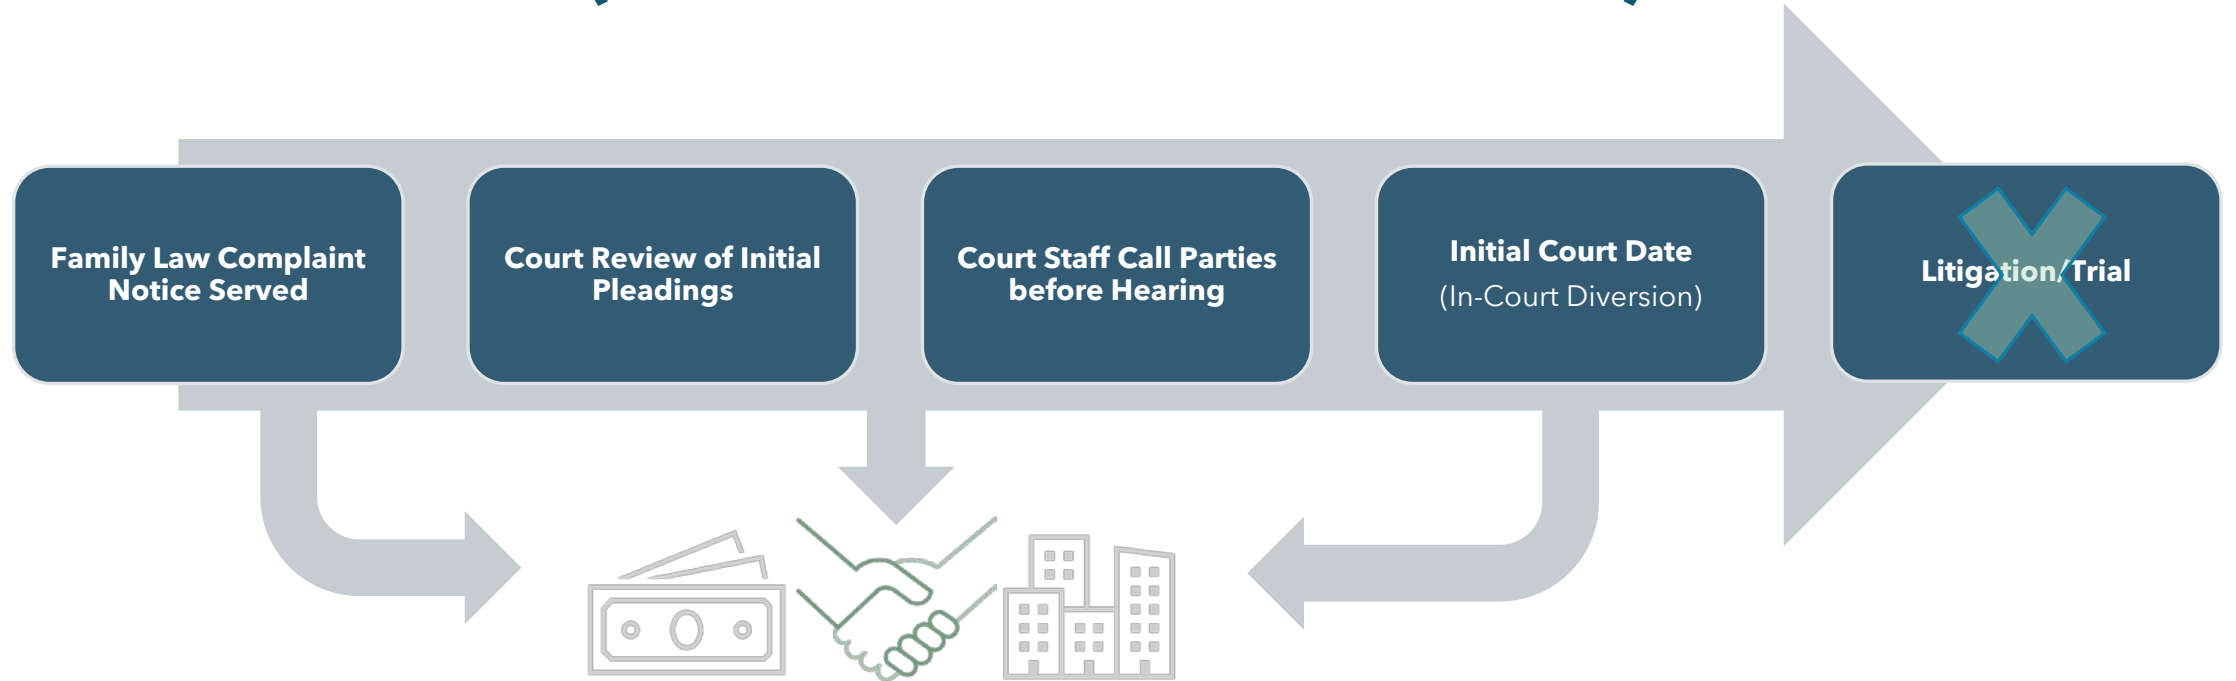 Family Law Complaint
Notice Served
Court Review of Initial
Pleadings
Court Staff Call Parties
before Hearing
Initial Court Date
(In-Court Diversion)
Litigation/Trial